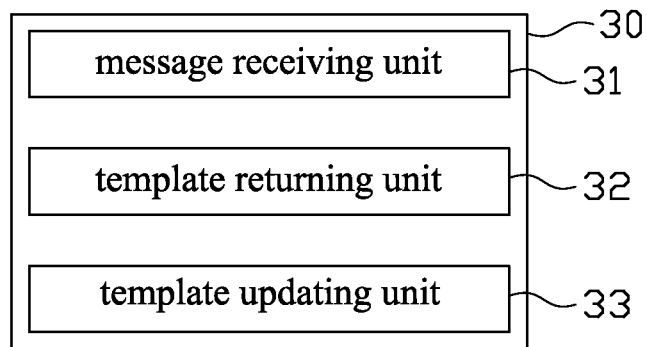 30
message receiving unit
31
template returning unit
32
template updating unit
33